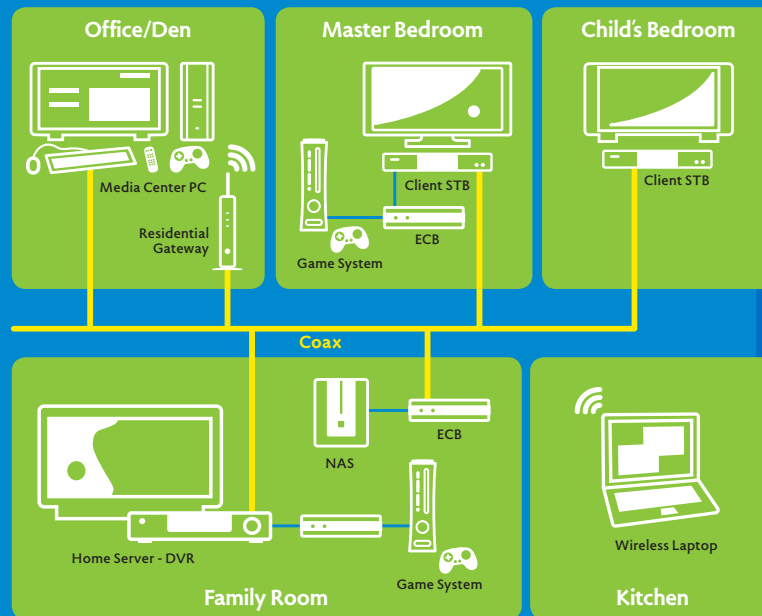 Office/Den
Media Center PC
Residential
Gateway
Master Bedroom
Client STB
ECB
Game System
Child's Bedroom
Client STB
Coax
NAS
ECB
Home Server - DVR
Game System
Family Room
Wireless Laptop
Kitchen